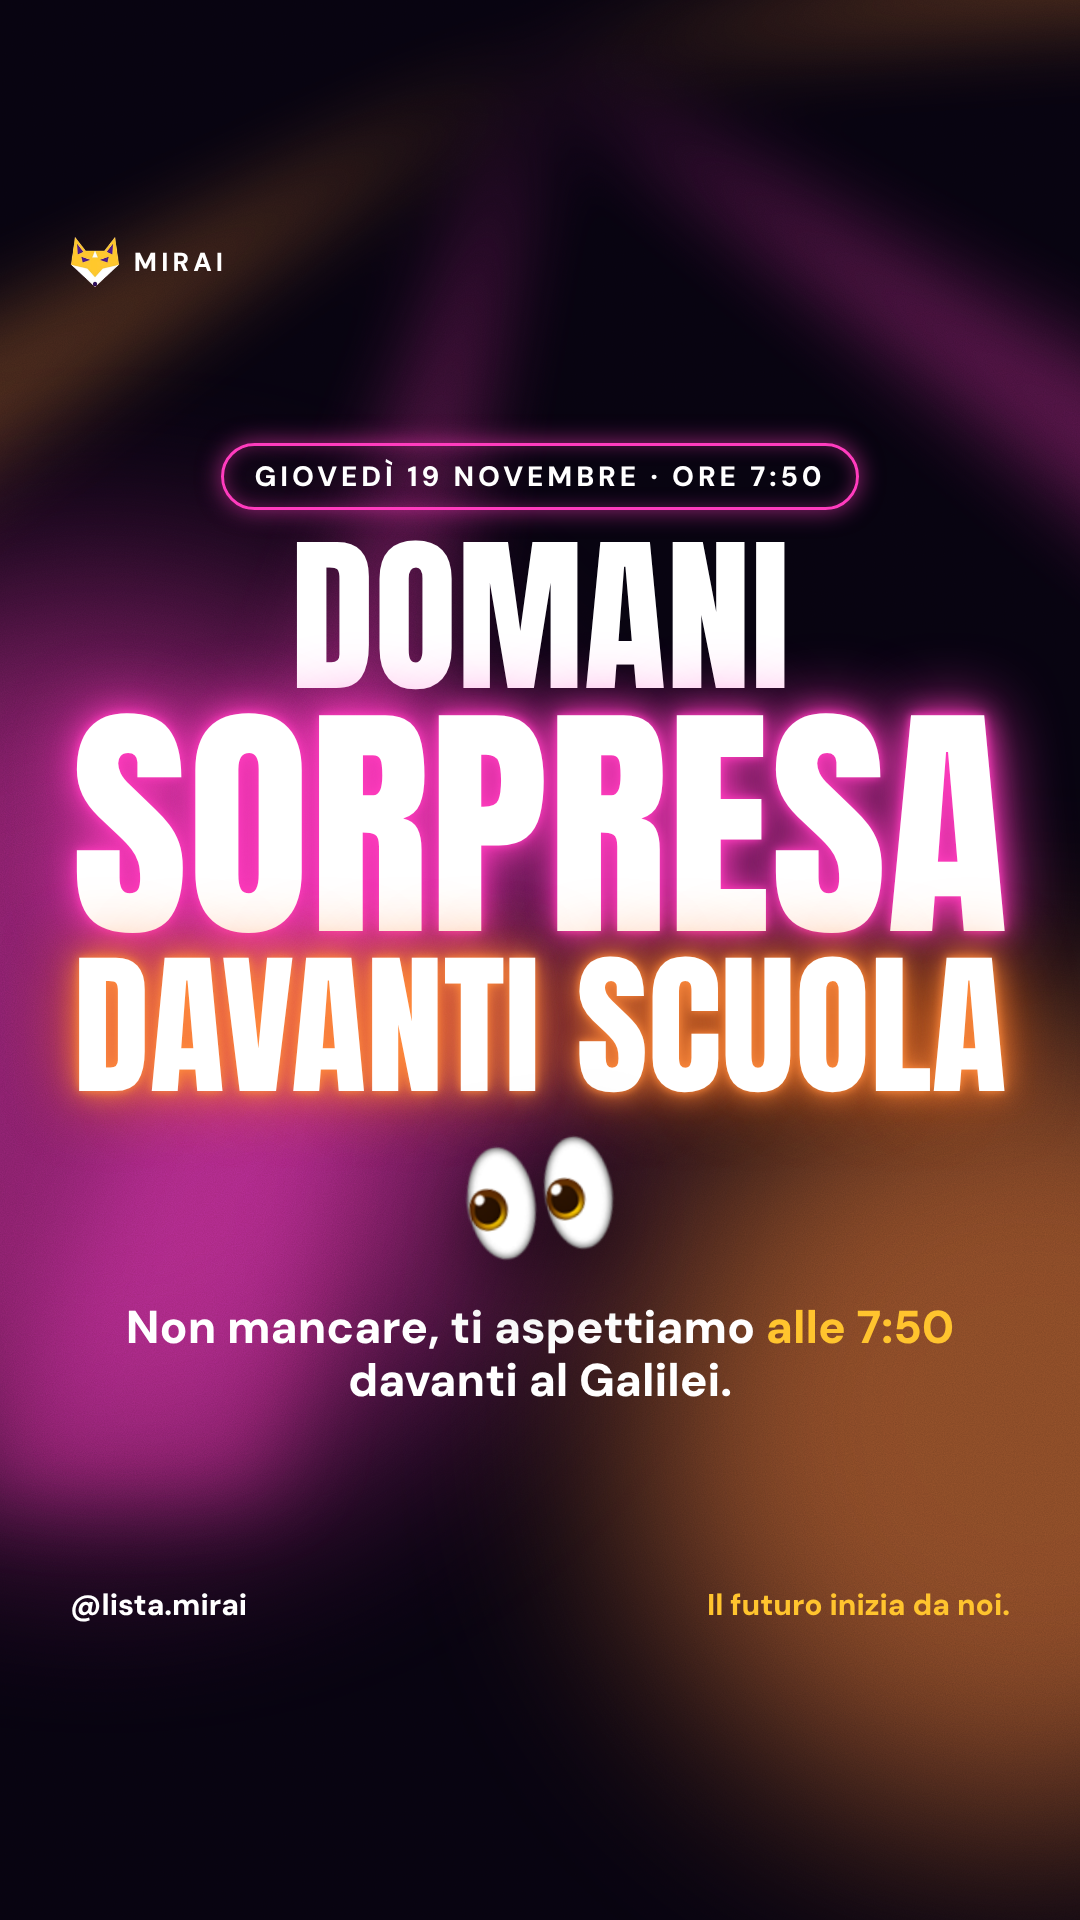 MIRAI
GIOVEDÌ 19 NOVEMBRE · ORE 7:50
DOMANI
SORPRESA
DAVANTI SCUOLA
Non mancare, ti aspettiamo alle 7:50
davanti al Galilei.
@lista.mirai
Il futuro inizia da noi.